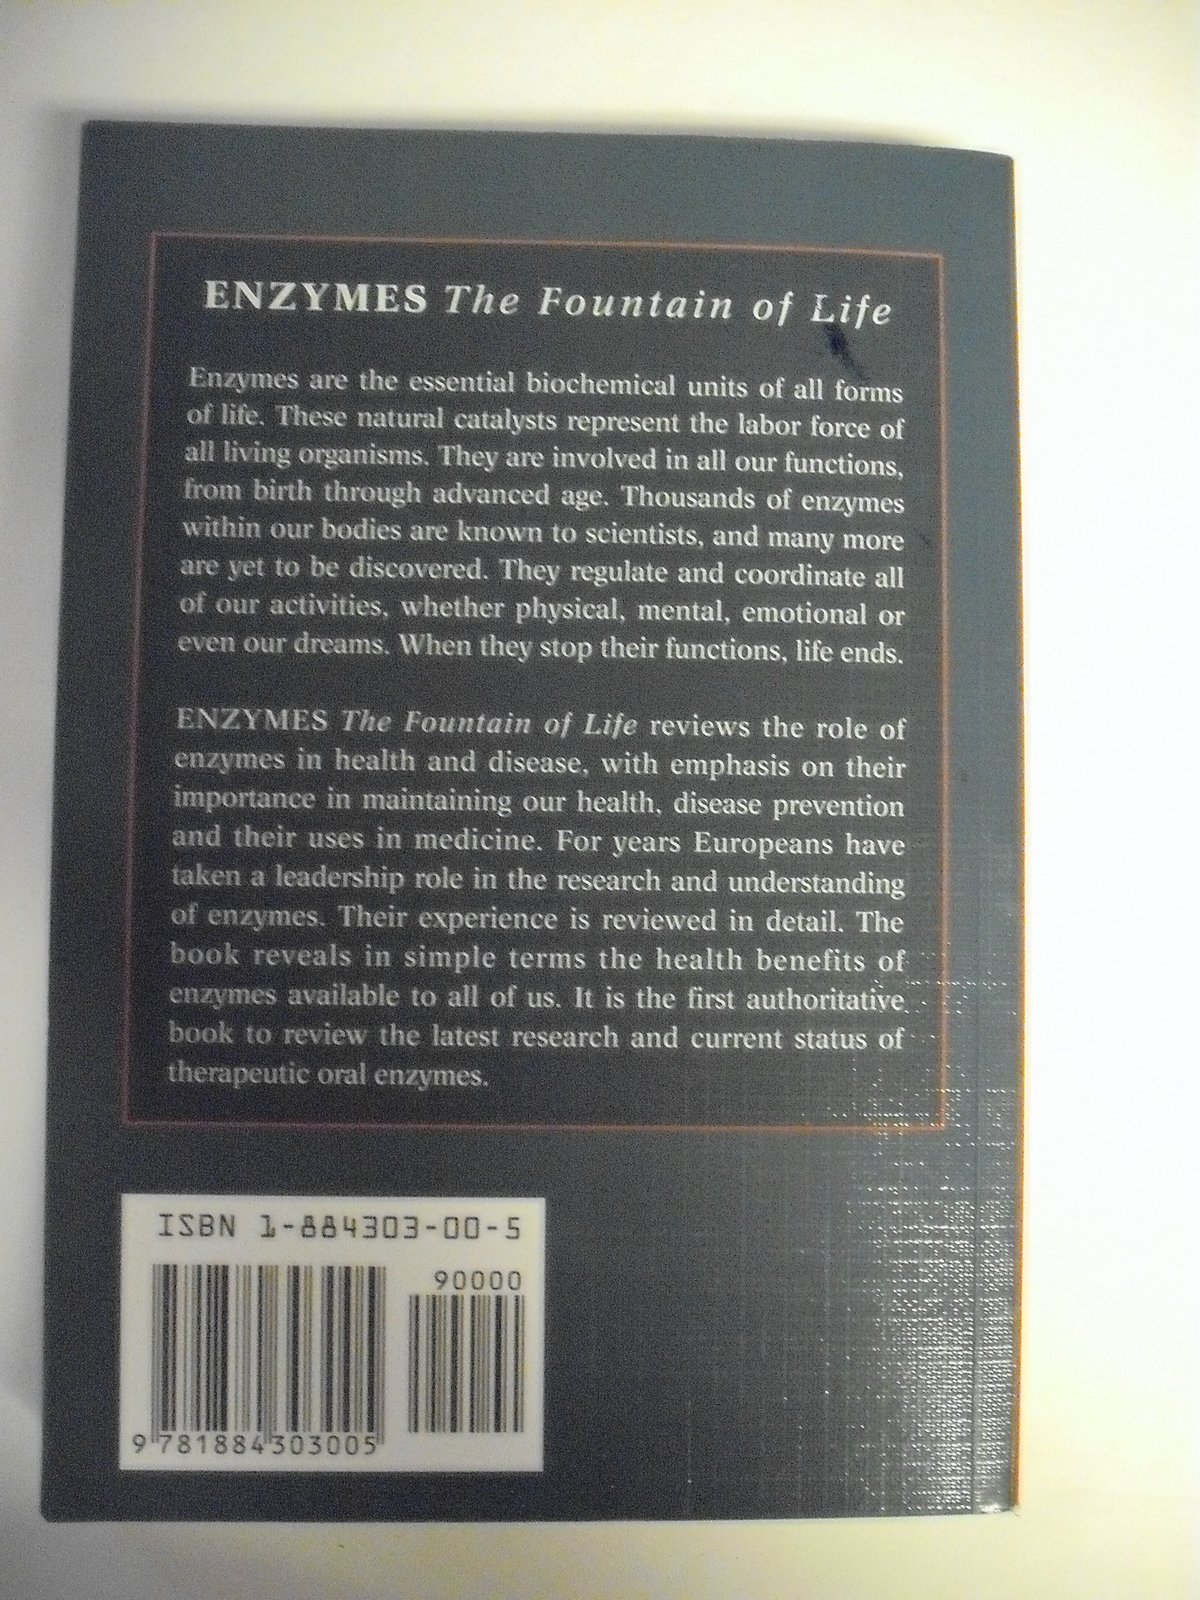 ENZYMES The Fountain of Life
Enzymes are the essential biochemical units of all forms
of life. These natural catalysts represent the labor force of
all living organisms. They are involved in all our functions,
from birth through advanced age. Thousands of enzymes
within our bodies are known to scientists, and many more
are yet to be discovered. They regulate and coordinate all
of our activities, whether physical, mental, emotional or
even our dreams. When they stop their functions, life ends.
ENZYMES The Fountain of Life reviews the role of
enzymes in health and disease, with emphasis on their
importance in maintaining our health, disease prevention
and their uses in medicine. For years Europeans have
taken a leadership role in the research and understanding
of enzymes. Their experience is reviewed in detail. The
book reveals in simple terms the health benefits of
enzymes available to all of us. It is the first authoritative
book to review the latest research and current status of
therapeutic oral enzymes.
ISBN 1-884303-00-5
90000
9 781884 303005